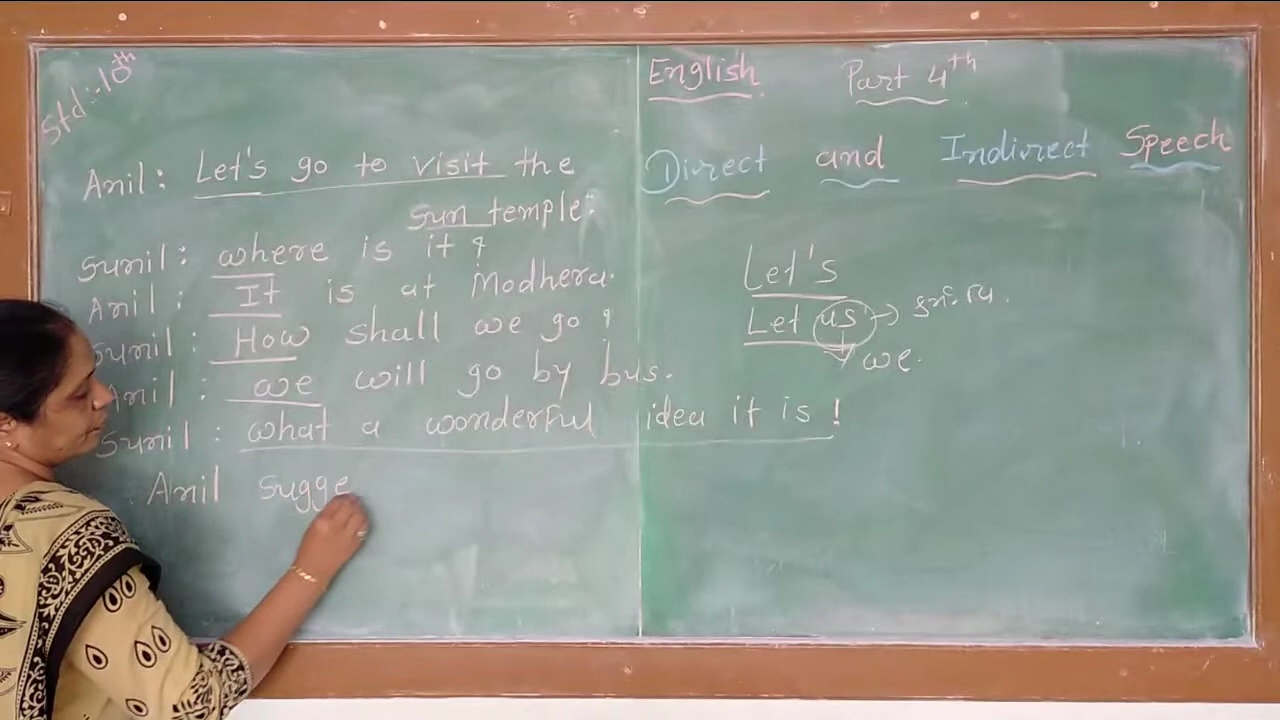 Std:-10th
Anil: Let's go to visit the
sun temple.
Sunil: where is it ?
Anil : It is at Modhera.
Sunil : How shall we go ?
Anil : we will go by bus.
Sunil : what a wonderful idea it is !
Anil sugge
English Part 4th
Direct and Indirect Speech
Let's
Let us →
we.